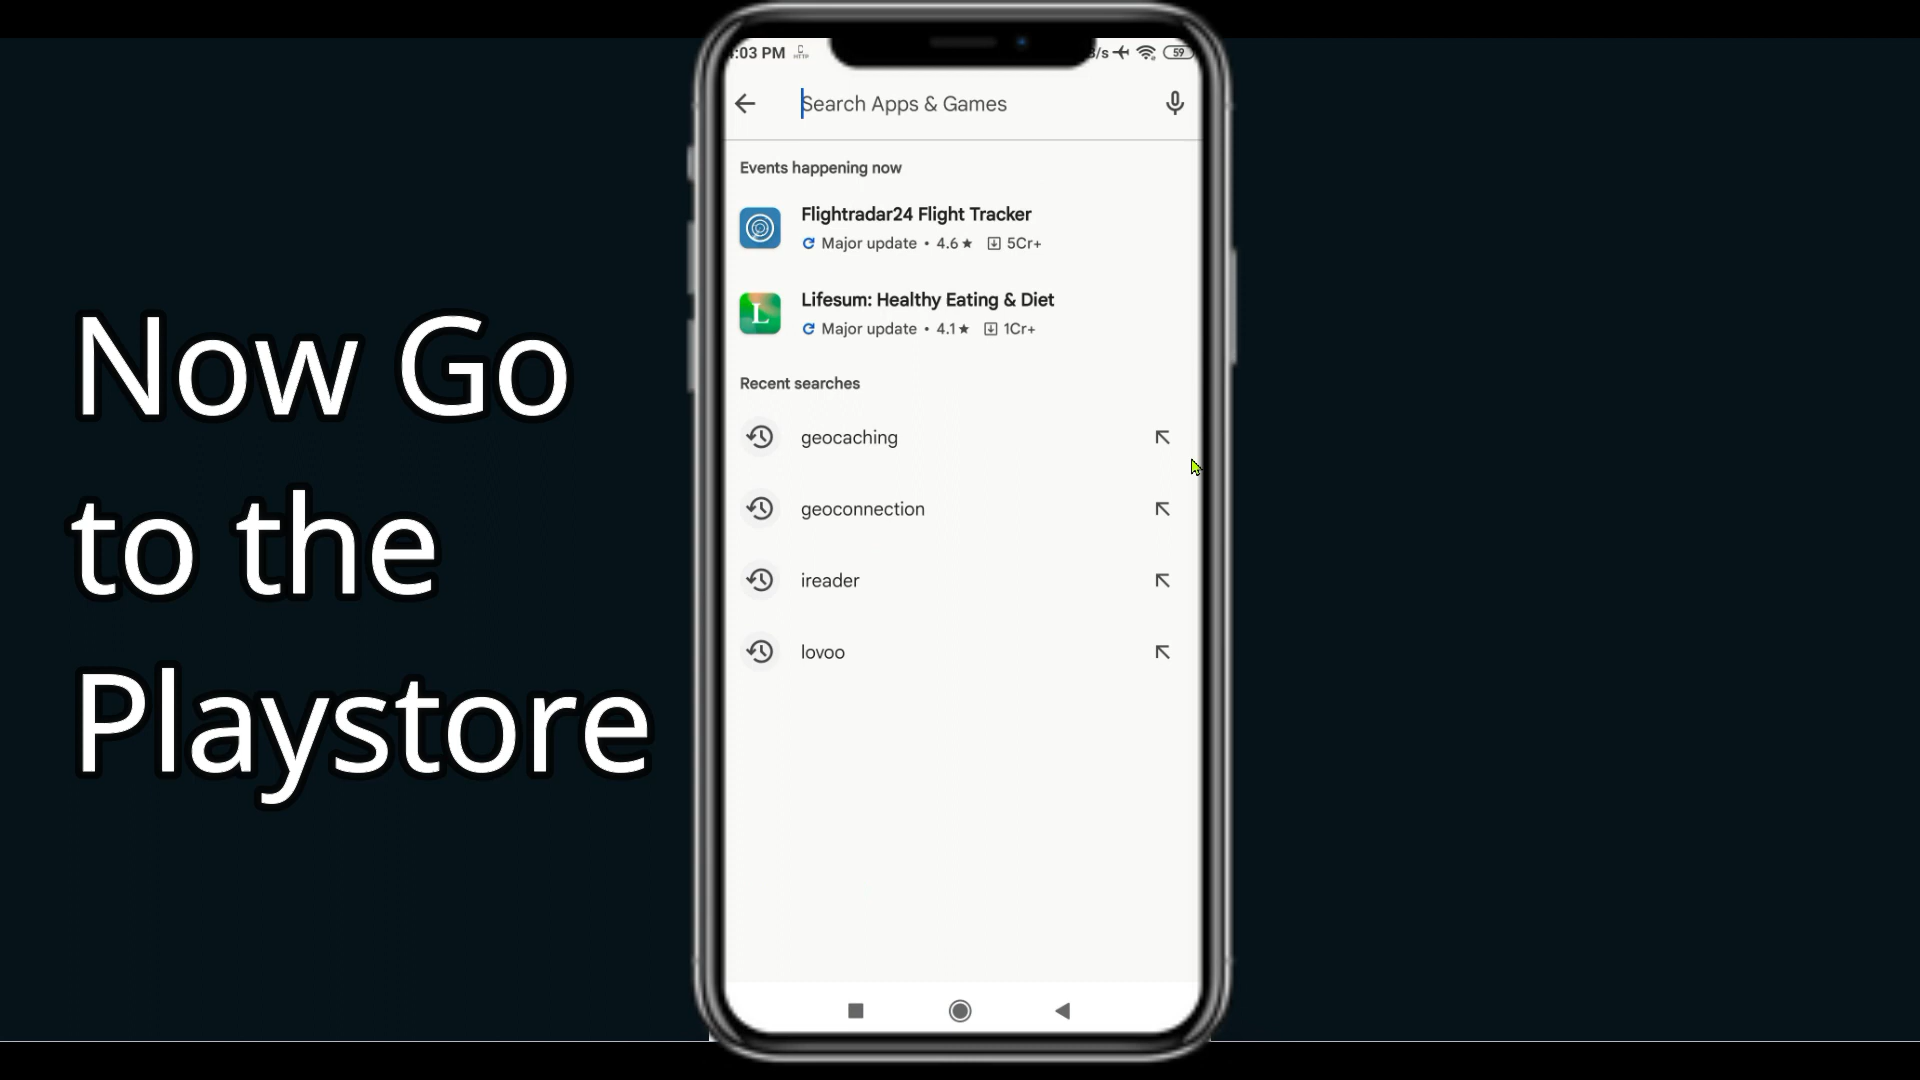 Now Go
to the
Playstore
:03 PM
/s
59
Search Apps & Games
Events happening now
Flightradar24 Flight Tracker
Major update • 4.6★ 5Cr+
L
Lifesum: Healthy Eating & Diet
Major update • 4.1★ 1Cr+
Recent searches
geocaching
geoconnection
ireader
lovoo